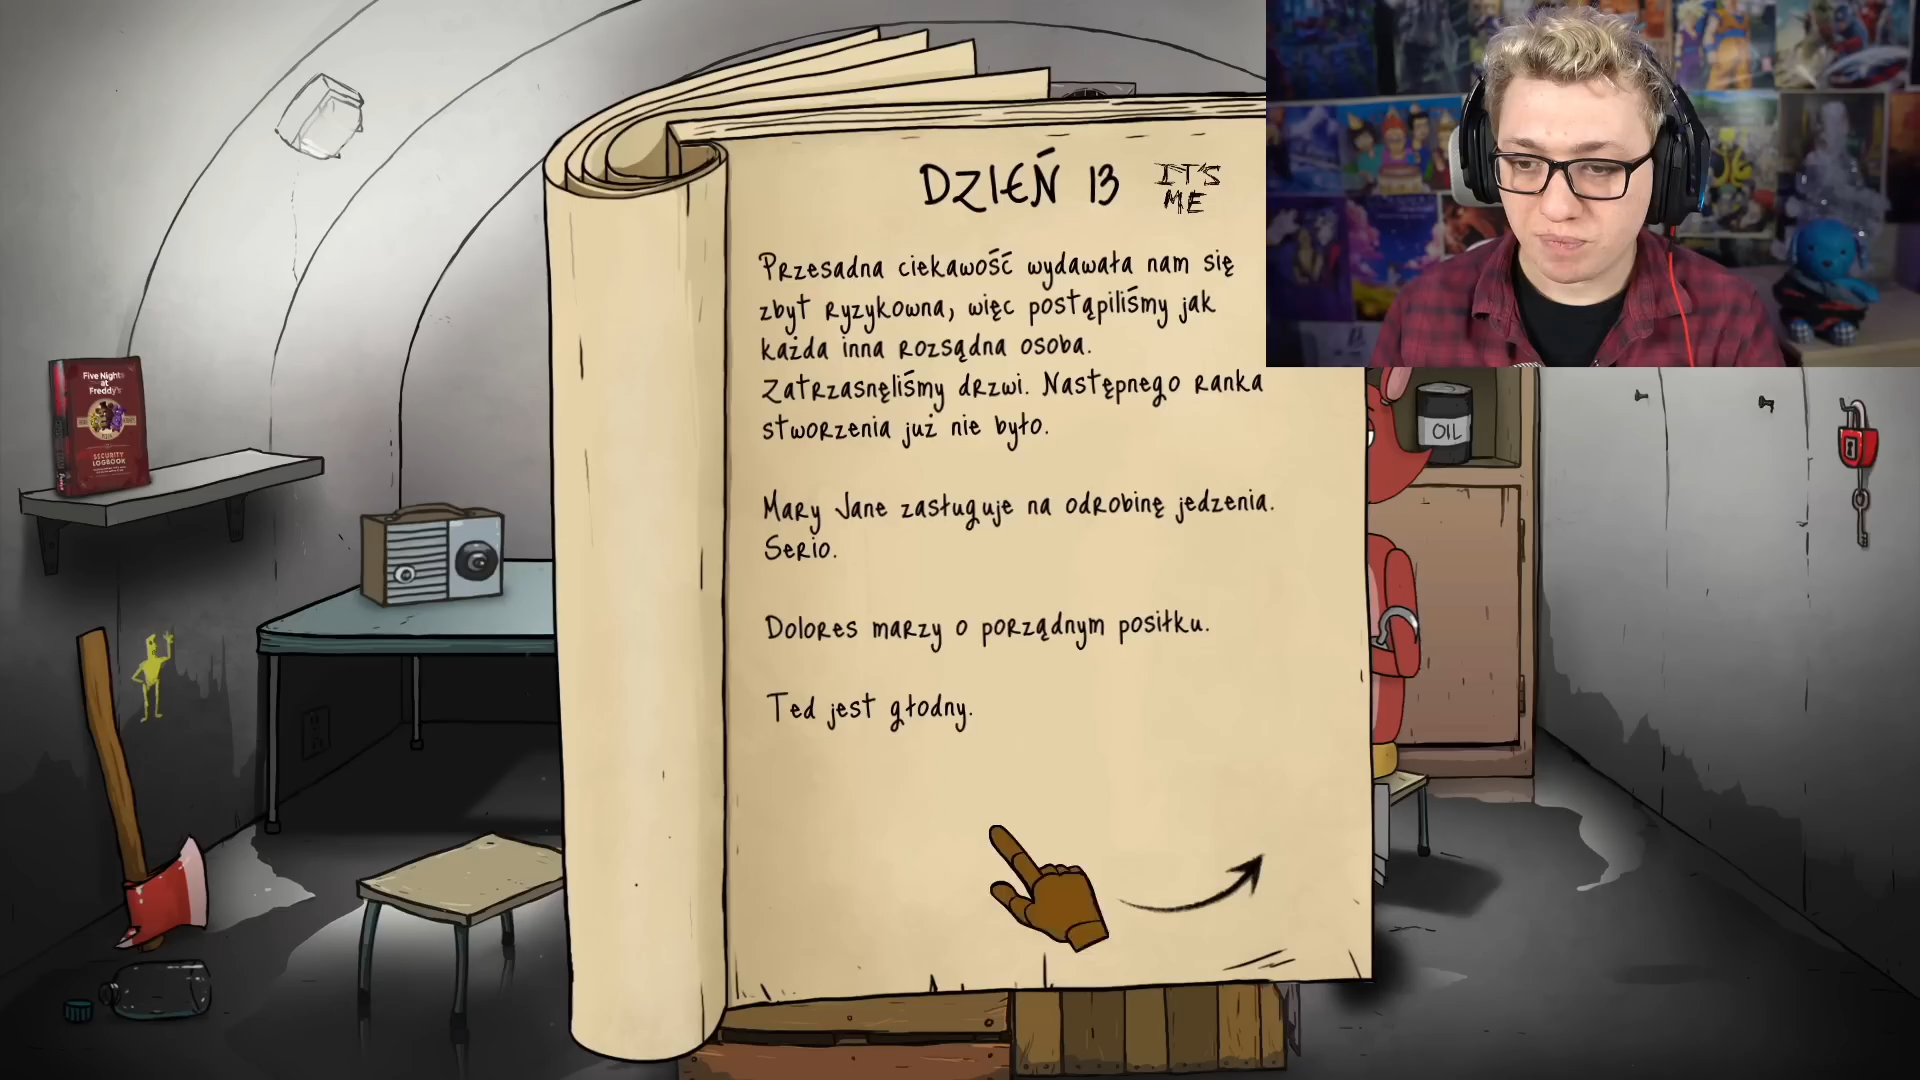 DZIEŃ 13
IT'S
ME
Przesadna ciekawość wydawała nam się
zbyt ryzykowna, więc postąpiliśmy jak
każda inna rozsądna osoba.
Zatrzasnęliśmy drzwi. Następnego ranka
stworzenia już nie było.
Mary Jane zasługuje na odrobinę jedzenia.
Serio.
Dolores marzy o porządnym posiłku.
Ted jest głodny.
Five Nights
at
Freddy's
SECURITY
LOGBOOK
OIL